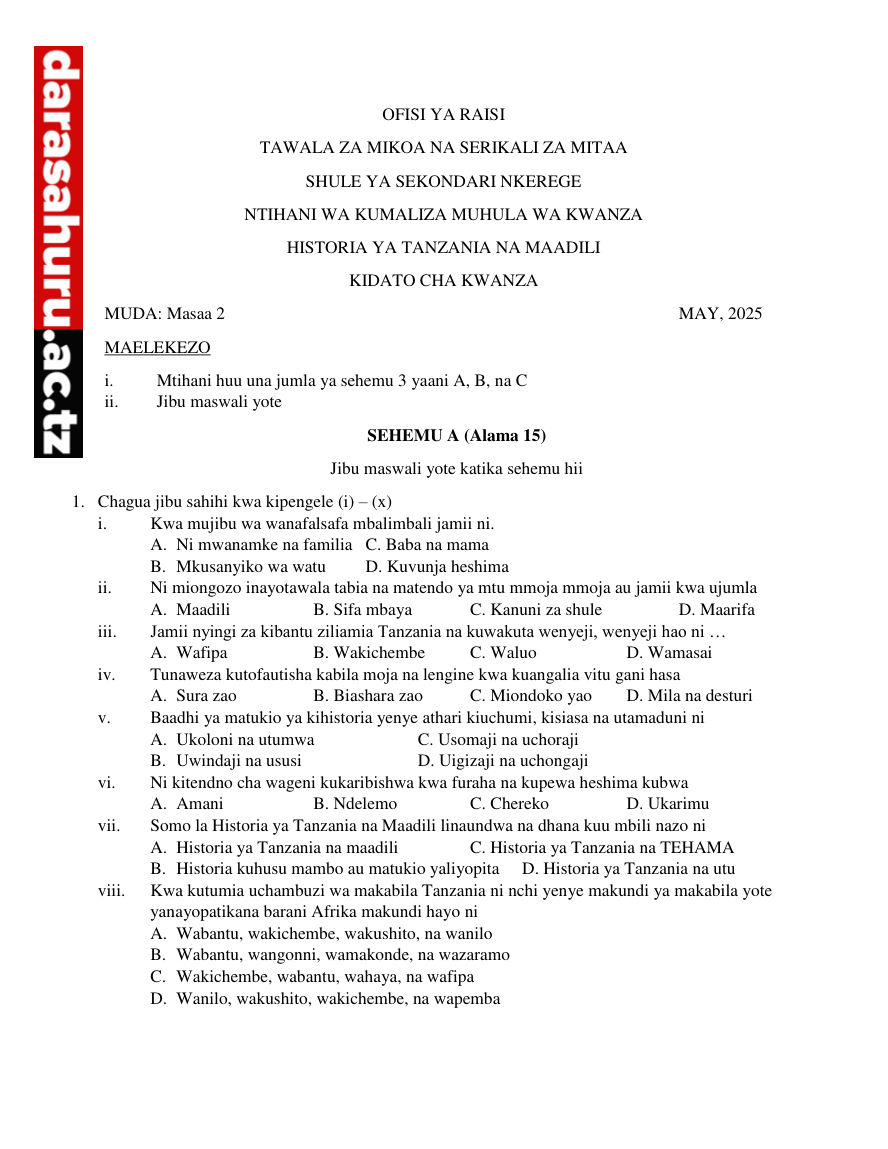 darasahuru.ac.tz
OFISI YA RAISI
TAWALA ZA MIKOA NA SERIKALI ZA MITAA
SHULE YA SEKONDARI NKEREGE
NTIHANI WA KUMALIZA MUHULA WA KWANZA
HISTORIA YA TANZANIA NA MAADILI
KIDATO CHA KWANZA
MUDA: Masaa 2 MAY, 2025
MAELEKEZO
i. Mtihani huu una jumla ya sehemu 3 yaani A, B, na C
ii. Jibu maswali yote
SEHEMU A (Alama 15)
Jibu maswali yote katika sehemu hii
1. Chagua jibu sahihi kwa kipengele (i) – (x)
i. Kwa mujibu wa wanafalsafa mbalimbali jamii ni.
A. Ni mwanamke na familia C. Baba na mama
B. Mkusanyiko wa watu D. Kuvunja heshima
ii. Ni miongozo inayotawala tabia na matendo ya mtu mmoja mmoja au jamii kwa ujumla
A. Maadili B. Sifa mbaya C. Kanuni za shule D. Maarifa
iii. Jamii nyingi za kibantu ziliamia Tanzania na kuwakuta wenyeji, wenyeji hao ni …
A. Wafipa B. Wakichembe C. Waluo D. Wamasai
iv. Tunaweza kutofautisha kabila moja na lengine kwa kuangalia vitu gani hasa
A. Sura zao B. Biashara zao C. Miondoko yao D. Mila na desturi
v. Baadhi ya matukio ya kihistoria yenye athari kiuchumi, kisiasa na utamaduni ni
A. Ukoloni na utumwa C. Usomaji na uchoraji
B. Uwindaji na ususi D. Uigizaji na uchongaji
vi. Ni kitendno cha wageni kukaribishwa kwa furaha na kupewa heshima kubwa
A. Amani B. Ndelemo C. Chereko D. Ukarimu
vii. Somo la Historia ya Tanzania na Maadili linaundwa na dhana kuu mbili nazo ni
A. Historia ya Tanzania na maadili C. Historia ya Tanzania na TEHAMA
B. Historia kuhusu mambo au matukio yaliyopita D. Historia ya Tanzania na utu
viii. Kwa kutumia uchambuzi wa makabila Tanzania ni nchi yenye makundi ya makabila yote
yanayopatikana barani Afrika makundi hayo ni
A. Wabantu, wakichembe, wakushito, na wanilo
B. Wabantu, wangonni, wamakonde, na wazaramo
C. Wakichembe, wabantu, wahaya, na wafipa
D. Wanilo, wakushito, wakichembe, na wapemba